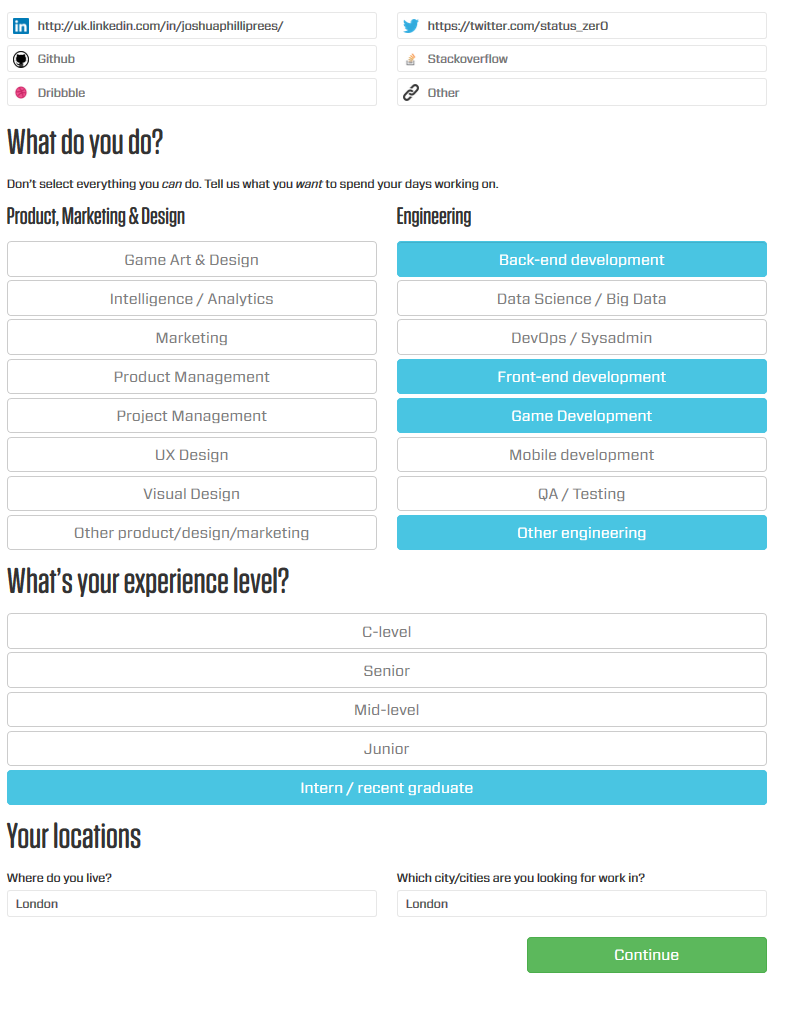 http://uk.linkedin.com/in/joshuaphilliprees/
https://twitter.com/status_zer0
Github
Stackoverflow
Dribbble
Other
What do you do?
Don't select everything you can do. Tell us what you want to spend your days working on.
Product, Marketing & Design
Engineering
Game Art & Design
Back-end development
Intelligence / Analytics
Data Science / Big Data
Marketing
DevOps / Sysadmin
Product Management
Front-end development
Project Management
Game Development
UX Design
Mobile development
Visual Design
QA / Testing
Other product/design/marketing
Other engineering
What's your experience level?
C-level
Senior
Mid-level
Junior
Intern / recent graduate
Your locations
Where do you live?
Which city/cities are you looking for work in?
London
London
Continue